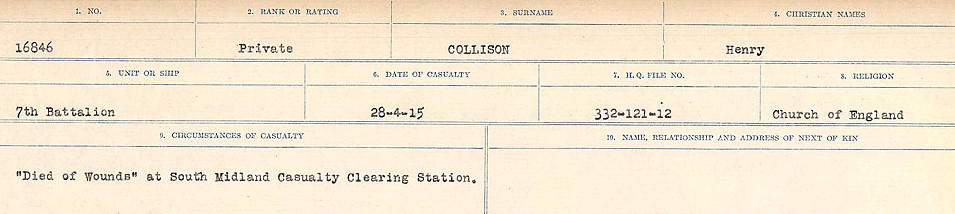 1. NO. 2. RANK OR RATING 3. SURNAME 4. CHRISTIAN NAMES
16846 Private COLLISON Henry
5. UNIT OR SHIP 6. DATE OF CASUALTY 7. H.Q. FILE NO. 8. RELIGION
7th Battalion 28-4-15 332-121-12 Church of England
9. CIRCUMSTANCES OF CASUALTY 10. NAME, RELATIONSHIP AND ADDRESS OF NEXT OF KIN
"Died of Wounds" at South Midland Casualty Clearing Station.